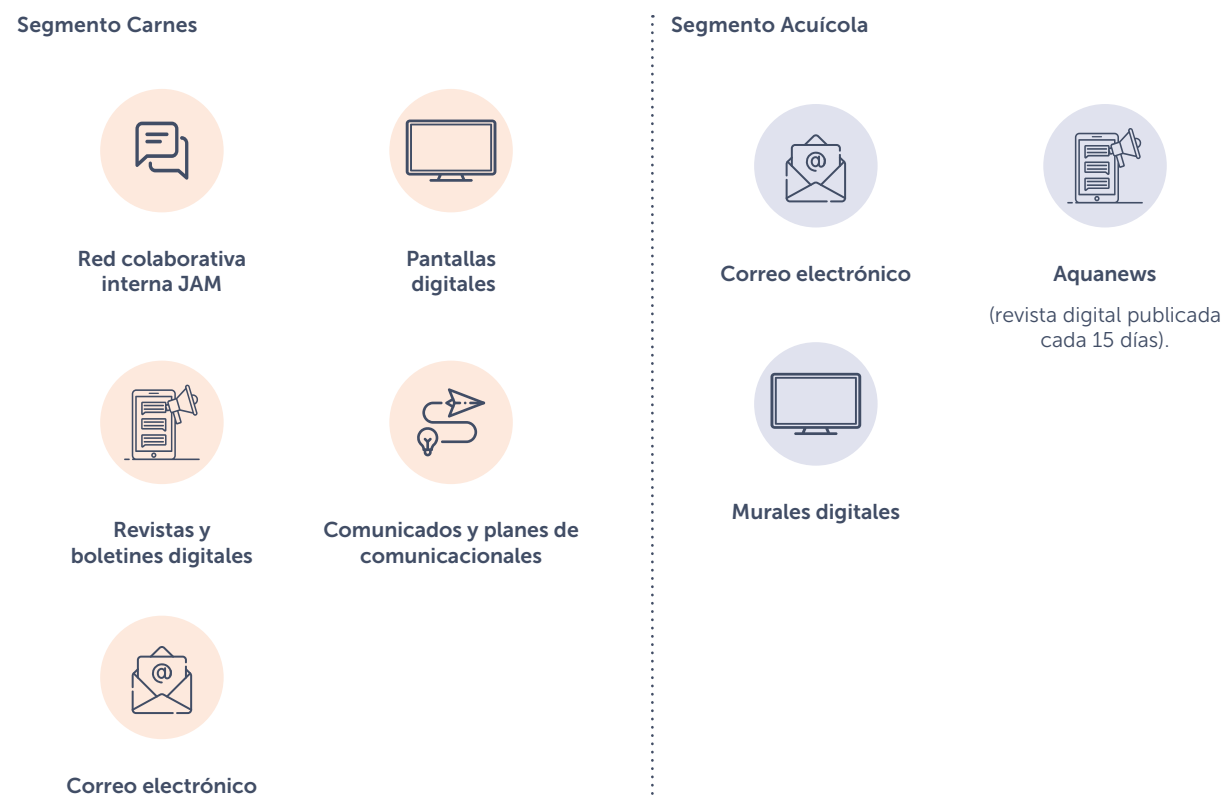 Segmento Carnes
Red colaborativa
interna JAM
Pantallas
digitales
Revistas y
boletines digitales
Comunicados y planes de
comunicacionales
@
Correo electrónico
Segmento Acuícola
@
Correo electrónico
Aquanews
(revista digital publicada
cada 15 días).
Murales digitales